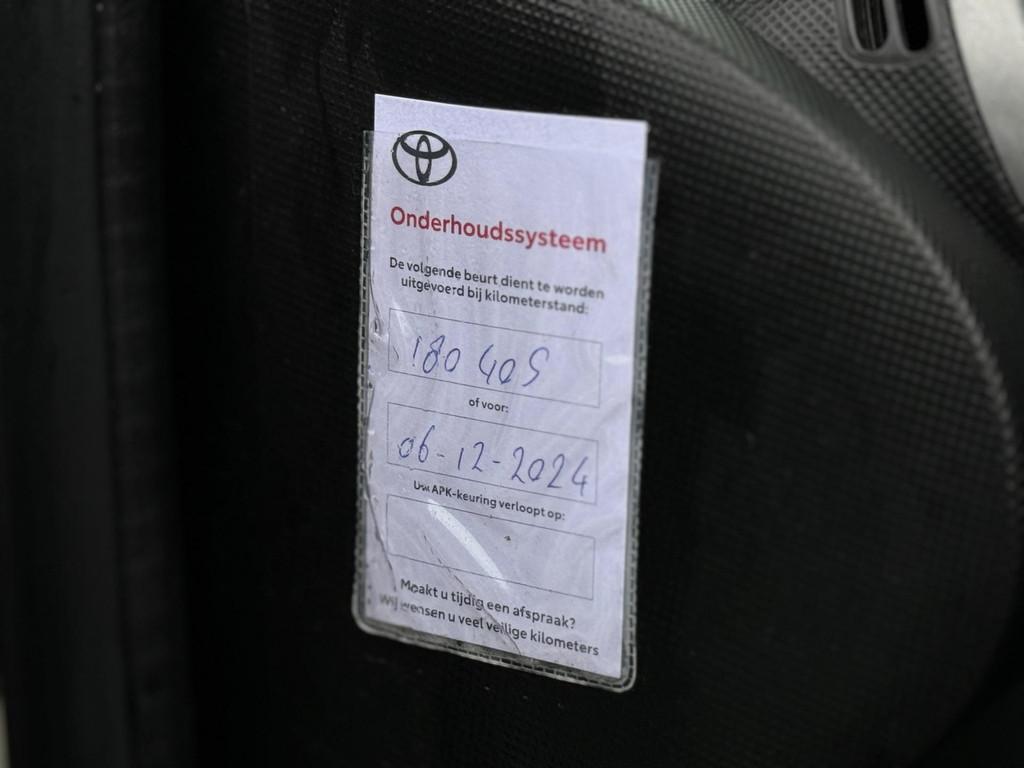 Onderhoudssysteem
De volgende beurt dient te worden
uitgevoerd bij kilometerstand:
180 405
of voor:
06-12-2024
Uw APK-keuring verloopt op:
Maakt u tijdig een afspraak?
Wij wensen u veel veilige kilometers